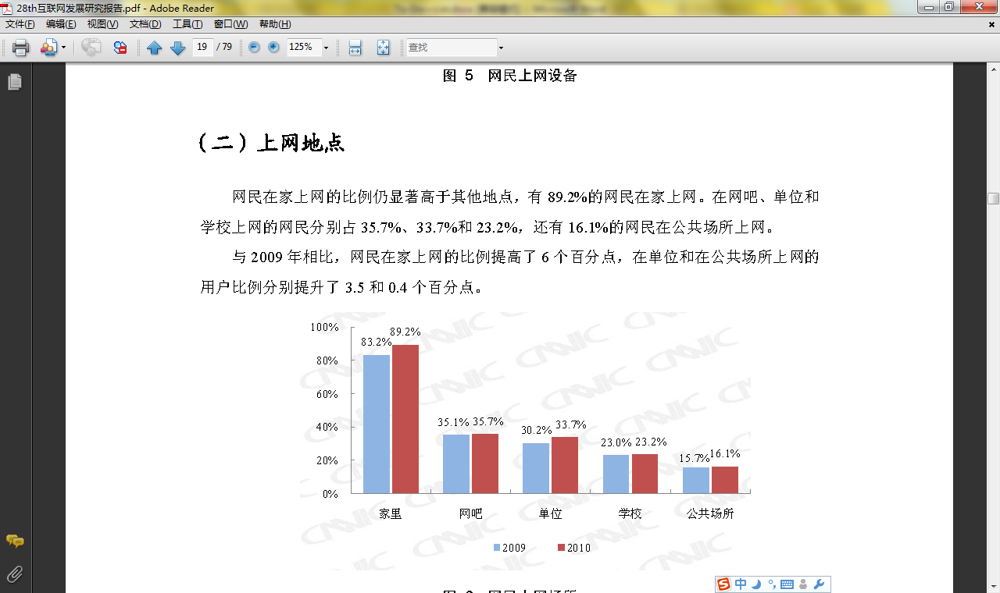 28th互联网发展研究报告.pdf - Adobe Reader
文件(F) 编辑(E) 视图(V) 文档(D) 工具(T) 窗口(W) 帮助(H)
19 / 79 125% 查找
图 5 网民上网设备
（二）上网地点
网民在家上网的比例仍显著高于其他地点，有 89.2%的网民在家上网。在网吧、单位和
学校上网的网民分别占 35.7%、33.7%和 23.2%，还有 16.1%的网民在公共场所上网。
与 2009 年相比，网民在家上网的比例提高了 6 个百分点，在单位和在公共场所上网的
用户比例分别提升了 3.5 和 0.4 个百分点。
100%
80%
60%
40%
20%
0%
83.2% 89.2%
35.1% 35.7%
30.2% 33.7%
23.0% 23.2%
15.7% 16.1%
家里 网吧 单位 学校 公共场所
2009 2010
CNNIC
中